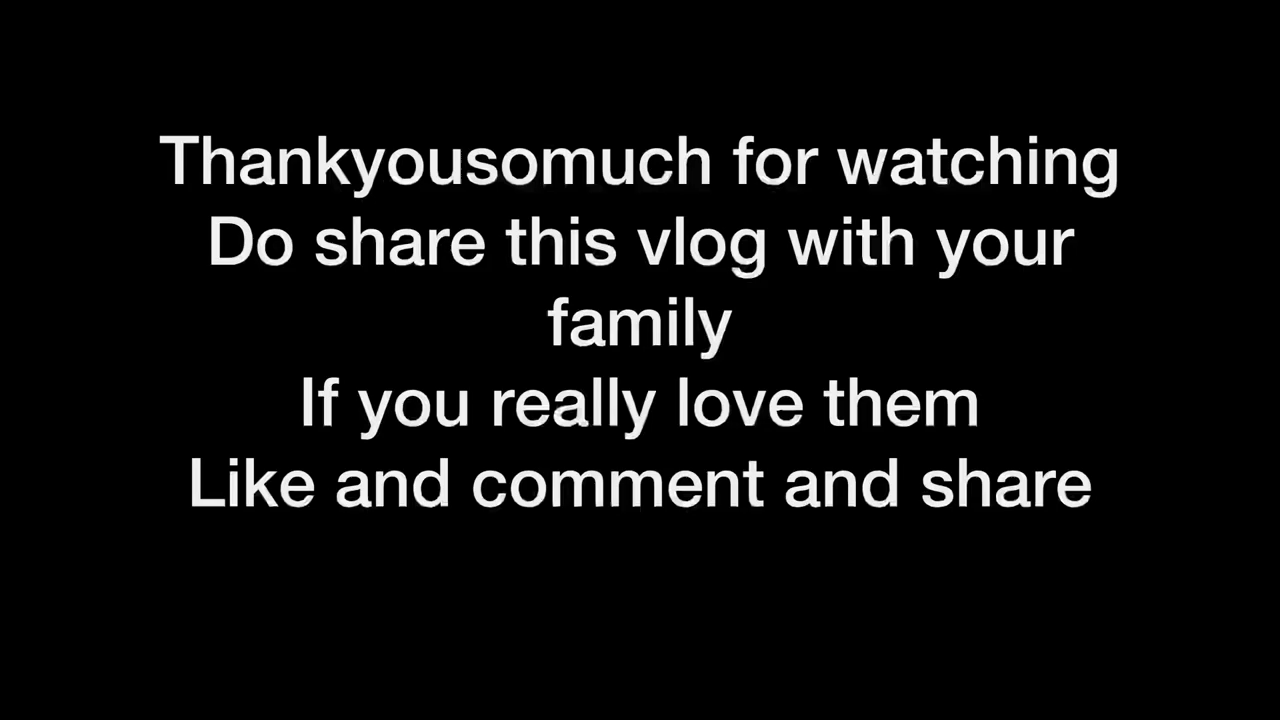 Thankyousomuch for watching
Do share this vlog with your
family
If you really love them
Like and comment and share